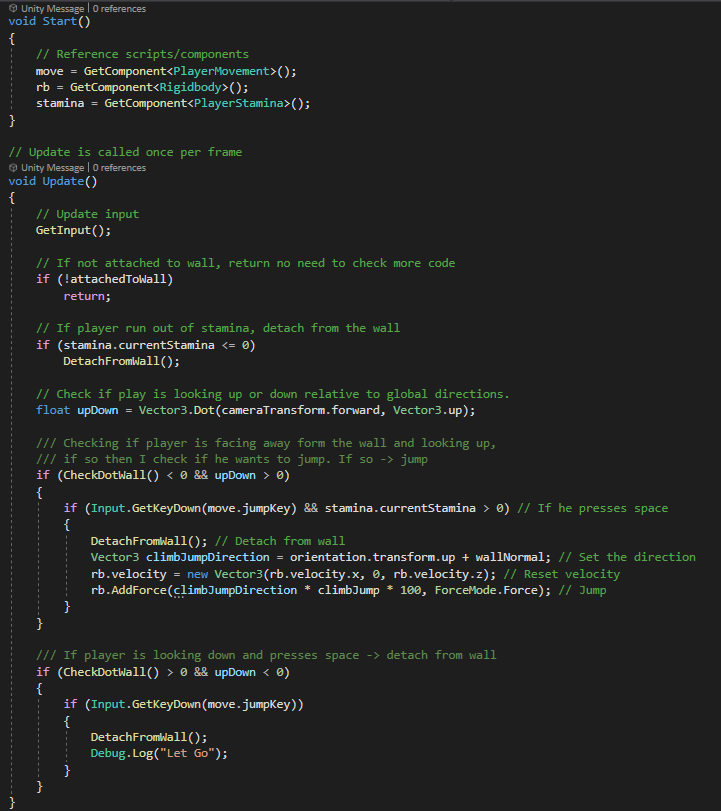 Unity Message | 0 references
void Start()
{
// Reference scripts/components
move = GetComponent<PlayerMovement>();
rb = GetComponent<Rigidbody>();
stamina = GetComponent<PlayerStamina>();
}
// Update is called once per frame
Unity Message | 0 references
void Update()
{
// Update input
GetInput();
// If not attached to wall, return no need to check more code
if (!attachedToWall)
return;
// If player run out of stamina, detach from the wall
if (stamina.currentStamina <= 0)
DetachFromWall();
// Check if play is looking up or down relative to global directions.
float upDown = Vector3.Dot(cameraTransform.forward, Vector3.up);
/// Checking if player is facing away form the wall and looking up,
/// if so then I check if he wants to jump. If so -> jump
if (CheckDotWall() < 0 && upDown > 0)
{
if (Input.GetKeyDown(move.jumpKey) && stamina.currentStamina > 0) // If he presses space
{
DetachFromWall(); // Detach from wall
Vector3 climbJumpDirection = orientation.transform.up + wallNormal; // Set the direction
rb.velocity = new Vector3(rb.velocity.x, 0, rb.velocity.z); // Reset velocity
rb.AddForce(climbJumpDirection * climbJump * 100, ForceMode.Force); // Jump
}
}
/// If player is looking down and presses space -> detach from wall
if (CheckDotWall() > 0 && upDown < 0)
{
if (Input.GetKeyDown(move.jumpKey))
{
DetachFromWall();
Debug.Log("Let Go");
}
}
}